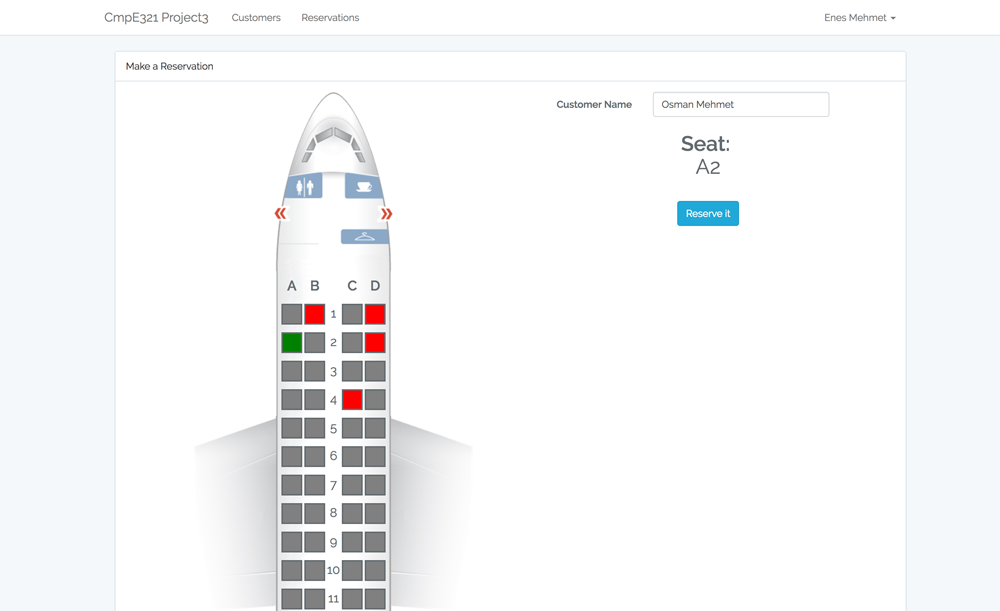 CmpE321 Project3 Customers Reservations Enes Mehmet
Make a Reservation
Customer Name Osman Mehmet
Seat:
A2
Reserve it
A B C D
1
2
3
4
5
6
7
8
9
10
11